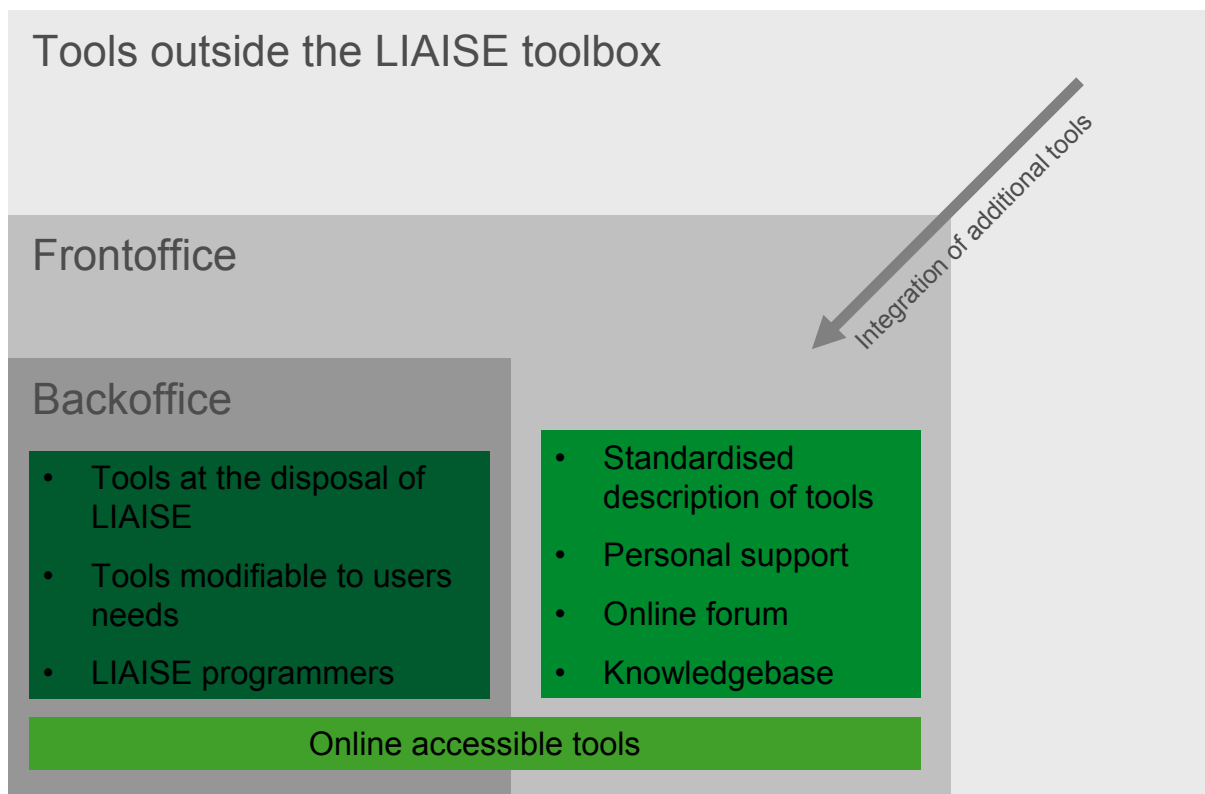 Tools outside the LIAISE toolbox
Integration of additional tools
Frontoffice
Backoffice
• Tools at the disposal of
LIAISE
• Tools modifiable to users
needs
• LIAISE programmers
• Standardised
description of tools
• Personal support
• Online forum
• Knowledgebase
Online accessible tools